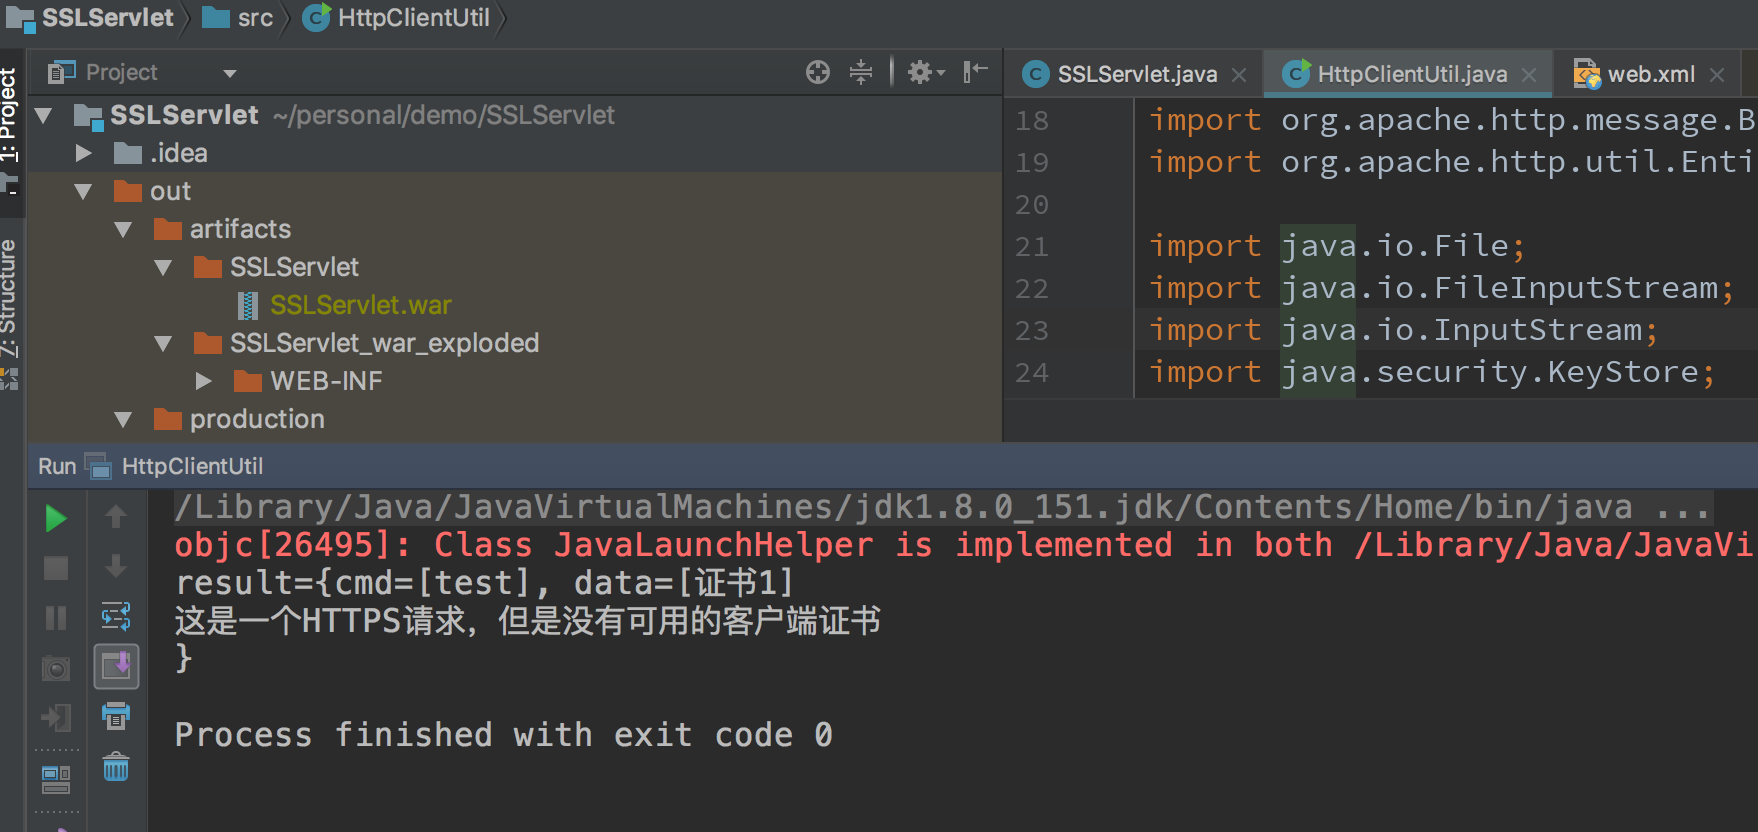 SSLServlet src HttpClientUtil
1: Project
7: Structure
Project
SSLServlet ~/personal/demo/SSLServlet
.idea
out
artifacts
SSLServlet
SSLServlet.war
SSLServlet_war_exploded
WEB-INF
production
SSLServlet.java HttpClientUtil.java web.xml
18 import org.apache.http.message.B
19 import org.apache.http.util.Enti
20
21 import java.io.File;
22 import java.io.FileInputStream;
23 import java.io.InputStream;
24 import java.security.KeyStore;
Run HttpClientUtil
/Library/Java/JavaVirtualMachines/jdk1.8.0_151.jdk/Contents/Home/bin/java ...
objc[26495]: Class JavaLaunchHelper is implemented in both /Library/Java/JavaVi
result={cmd=[test], data=[证书1]
这是一个HTTPS请求，但是没有可用的客户端证书
}
Process finished with exit code 0